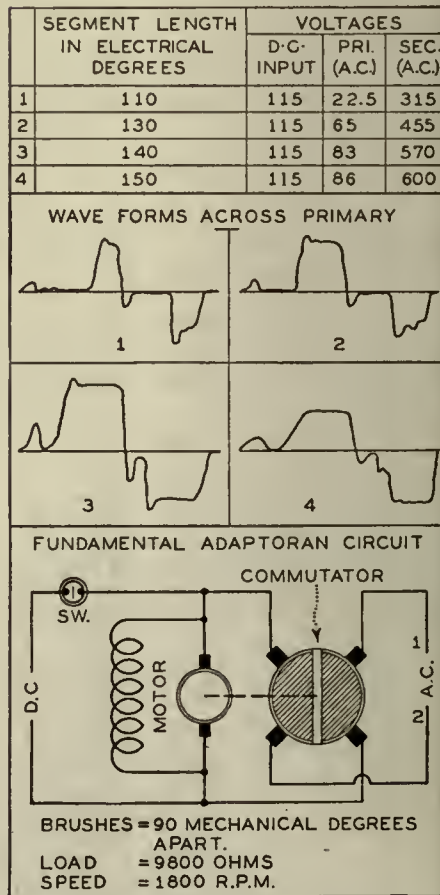 SEGMENT LENGTH IN ELECTRICAL DEGREES
VOLTAGES
D·C· INPUT
PRI. (A.C.)
SEC. (A.C.)
1 110 115 22.5 315
2 130 115 65 455
3 140 115 83 570
4 150 115 86 600
WAVE FORMS ACROSS PRIMARY
1
2
3
4
FUNDAMENTAL ADAPTORAN CIRCUIT
COMMUTATOR
SW.
D.C
MOTOR
1
A.C.
2
BRUSHES = 90 MECHANICAL DEGREES
APART.
LOAD = 9800 OHMS
SPEED = 1800 R.P.M.